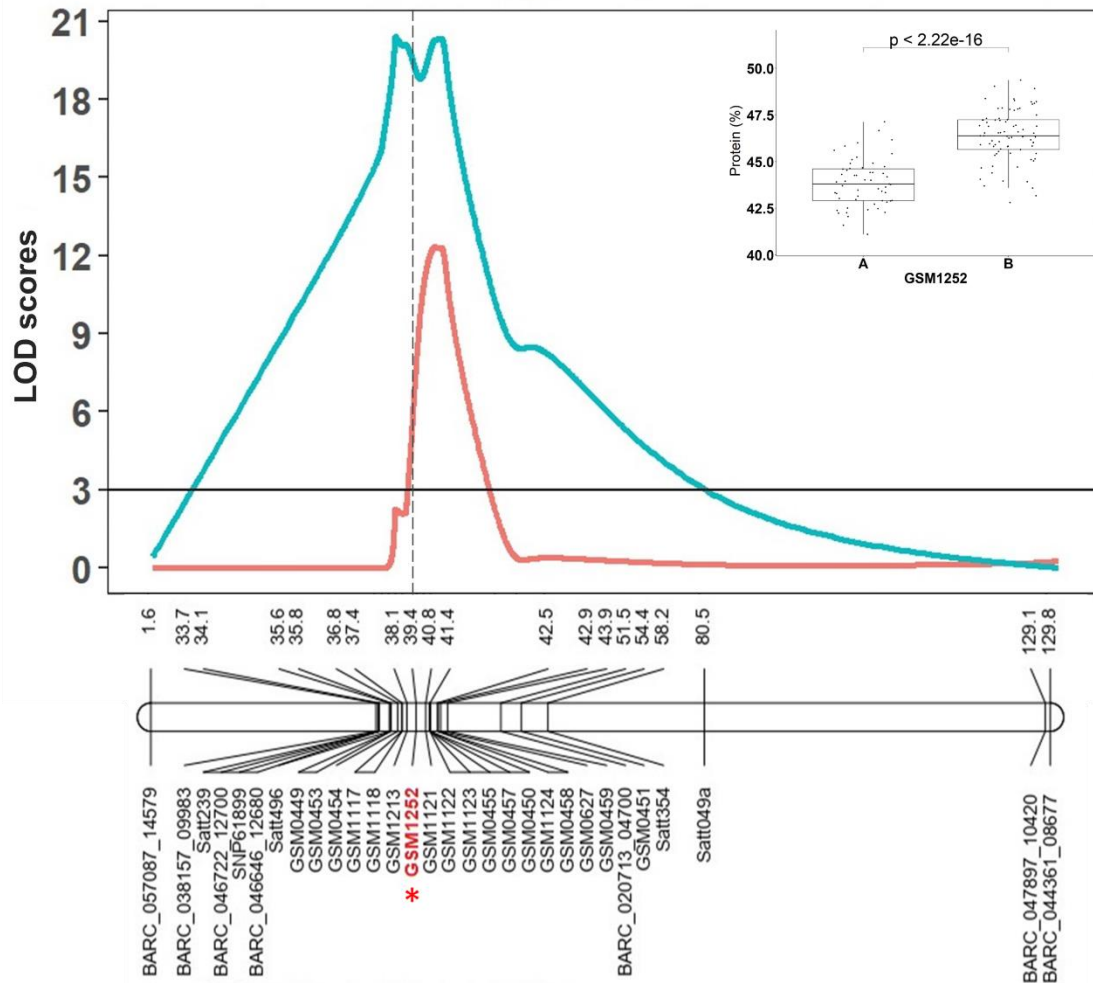 21
18
15
12
9
6
3
0
LOD scores
p < 2.22e-16
50.0
47.5
45.0
42.5
40.0
Protein (%)
A
B
GSM1252
1.6
33.7
34.1
35.6
35.8
36.8
37.4
38.1
39.4
40.8
41.4
42.5
42.9
43.9
51.5
54.4
58.2
80.5
129.1
129.8
BARC_057087_14579
BARC_038157_09983
Satt239
BARC_046722_12700
SNP61899
BARC_046646_12680
Satt496
GSM0449
GSM0453
GSM0454
GSM1117
GSM1118
GSM1213
* GSM1252
GSM1121
GSM1122
GSM1123
GSM0455
GSM0457
GSM0450
GSM1124
GSM0458
GSM0627
GSM0459
BARC_020713_04700
GSM0451
Satt354
Satt049a
BARC_047897_10420
BARC_044361_08677